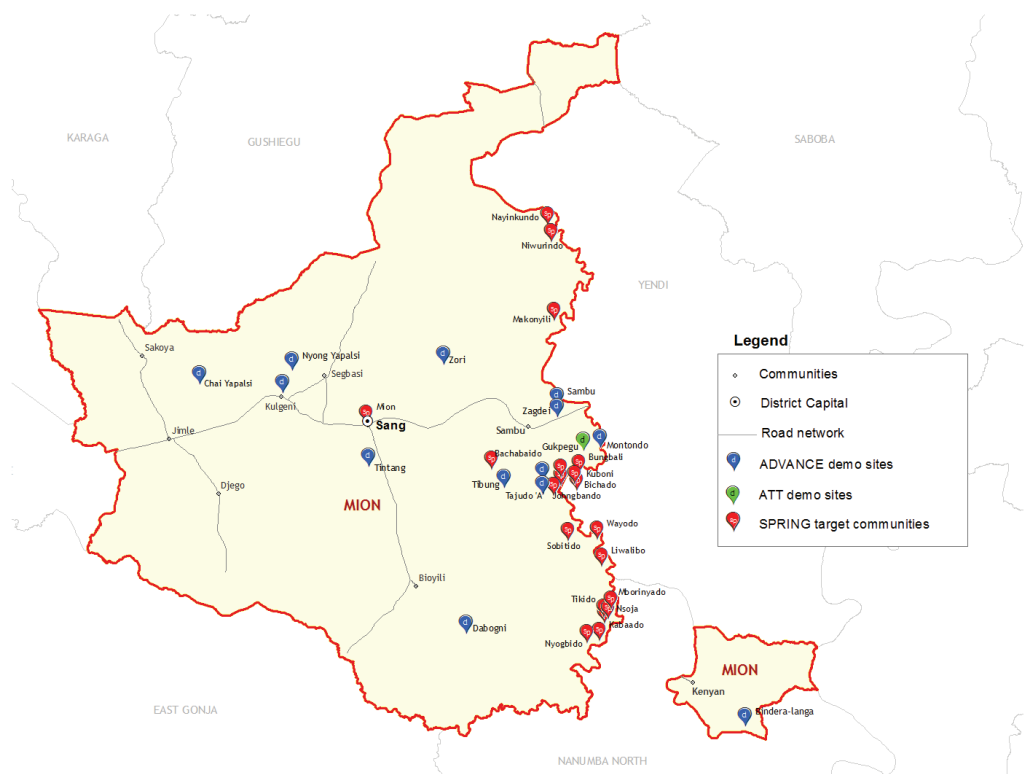 KARAGA
GUSHIEGU
SABOBA
Nayinkundo
Niwurindo
YENDI
Makonyili
Sakoya
Nyong Yapalsi
Zori
Chai Yapalsi
Segbasi
Kulgeni
Sambu
Zagdei
Mion
Sang
Sambu
Jimle
Gukpegu
Montondo
Bachabaido
Bungbali
Tintang
Kuboni
Tibung
Bichado
Djego
Tajudo 'A'
Johngbando
MION
Wayodo
Sobitido
Liwalibo
Bioyili
Mborinyado
Tikido
Nsoja
Dabogni
Kabaado
Nyogbido
MION
Kenyan
Bindera-langa
EAST GONJA
NANUMBA NORTH
Legend
Communities
District Capital
Road network
d ADVANCE demo sites
d ATT demo sites
sp SPRING target communities